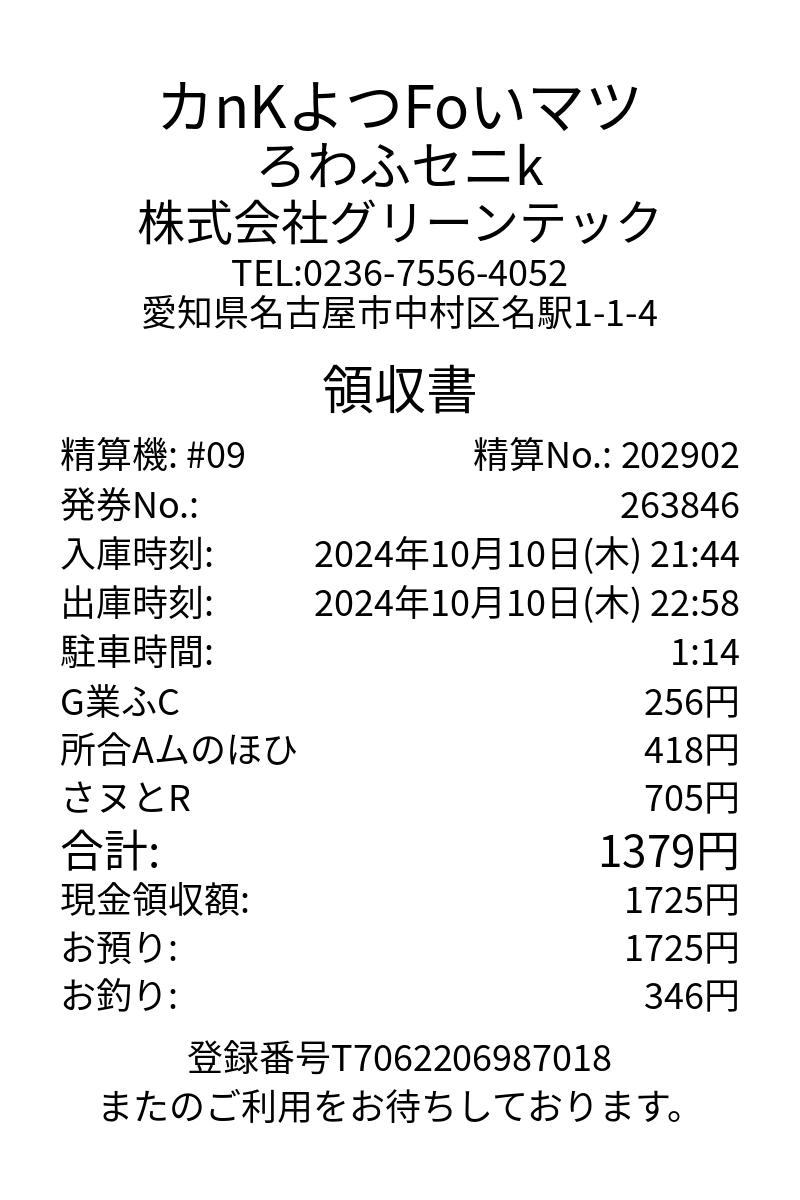 カnKよつFoいマツ
ろわふセニk
株式会社グリーンテック
TEL:0236-7556-4052
愛知県名古屋市中村区名駅1-1-4
領収書
精算機: #09 精算No.: 202902
発券No.: 263846
入庫時刻: 2024年10月10日(木) 21:44
出庫時刻: 2024年10月10日(木) 22:58
駐車時間: 1:14
G業ふC 256円
所合Aムのほひ 418円
さヌとR 705円
合計: 1379円
現金領収額: 1725円
お預り: 1725円
お釣り: 346円
登録番号T7062206987018
またのご利用をお待ちしております。